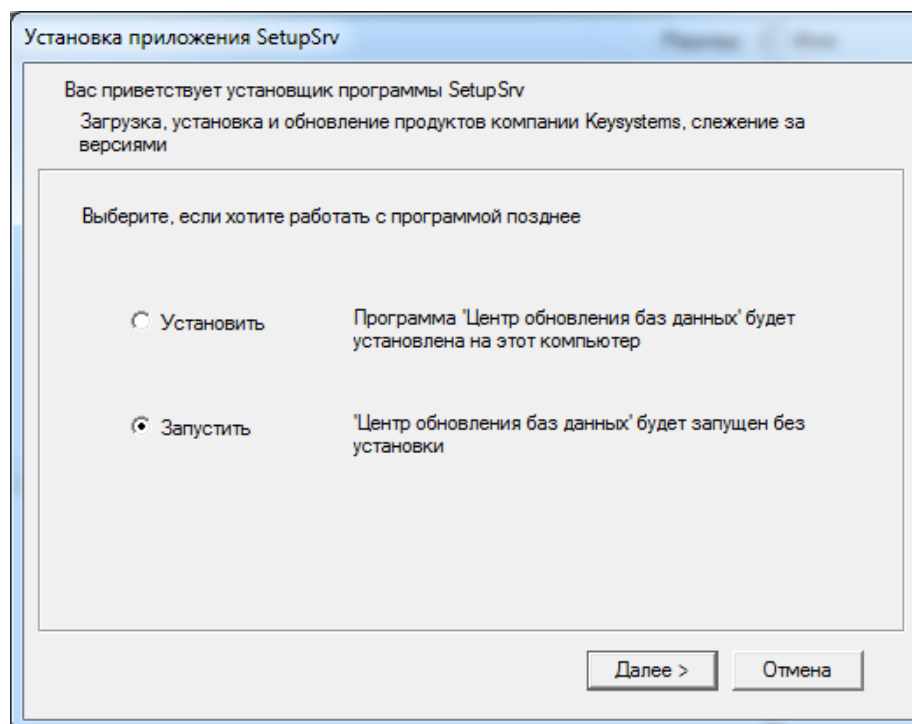 Установка приложения SetupSrv
Вас приветствует установщик программы SetupSrv
Загрузка, установка и обновление продуктов компании Keysystems, слежение за
версиями
Выберите, если хотите работать с программой позднее
Установить
Программа 'Центр обновления баз данных' будет
установлена на этот компьютер
Запустить
'Центр обновления баз данных' будет запущен без
установки
Далее >
Отмена